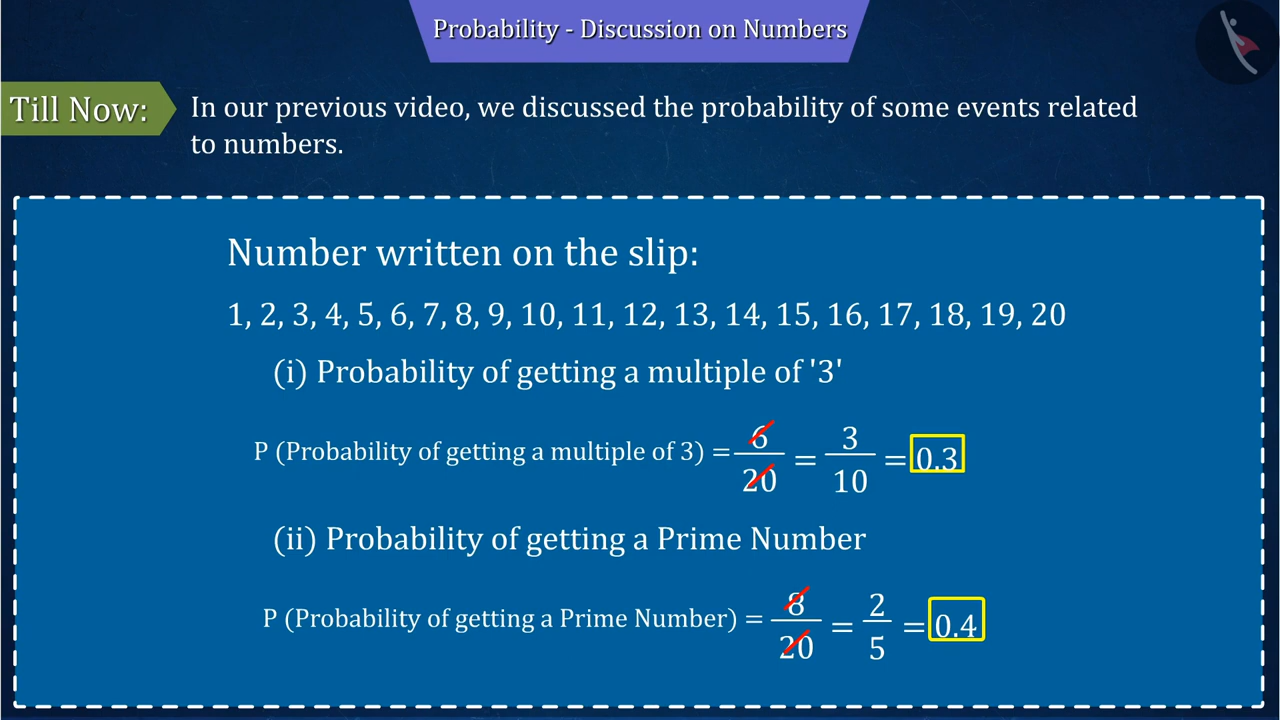 Probability - Discussion on Numbers
Till Now:
In our previous video, we discussed the probability of some events related
to numbers.
Number written on the slip:
1, 2, 3, 4, 5, 6, 7, 8, 9, 10, 11, 12, 13, 14, 15, 16, 17, 18, 19, 20
(i) Probability of getting a multiple of '3'
P (Probability of getting a multiple of 3) = 6/20 = 3/10 = 0.3
(ii) Probability of getting a Prime Number
P (Probability of getting a Prime Number) = 8/20 = 2/5 = 0.4